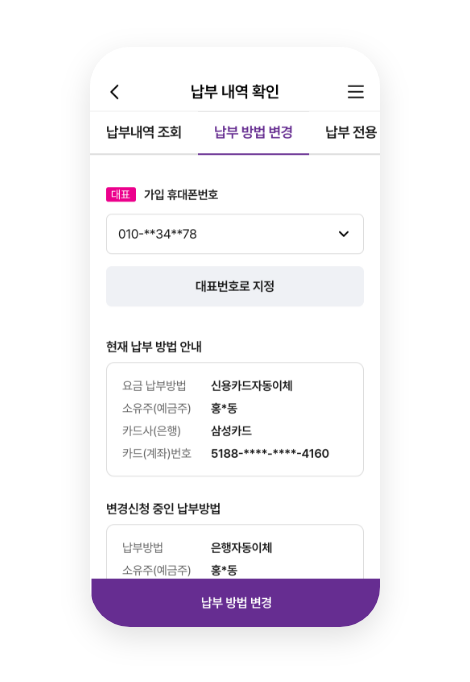 납부 내역 확인
납부내역 조회 납부 방법 변경 납부 전용
대표 가입 휴대폰번호
010-**34**78
대표번호로 지정
현재 납부 방법 안내
요금 납부방법 신용카드자동이체
소유주(예금주) 홍*동
카드사(은행) 삼성카드
카드(계좌)번호 5188-****-****-4160
변경신청 중인 납부방법
납부방법 은행자동이체
소유주(예금주) 홍*동
납부 방법 변경